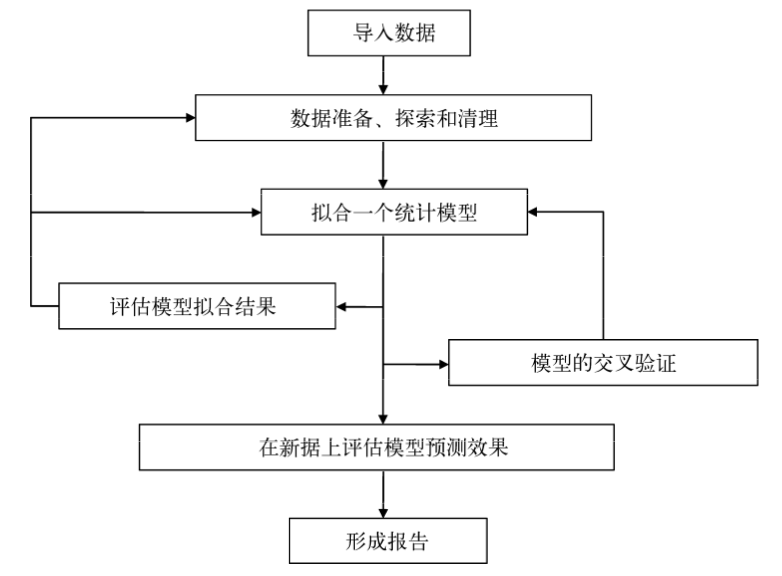 导入数据
数据准备、探索和清理
拟合一个统计模型
评估模型拟合结果
模型的交叉验证
在新据上评估模型预测效果
形成报告